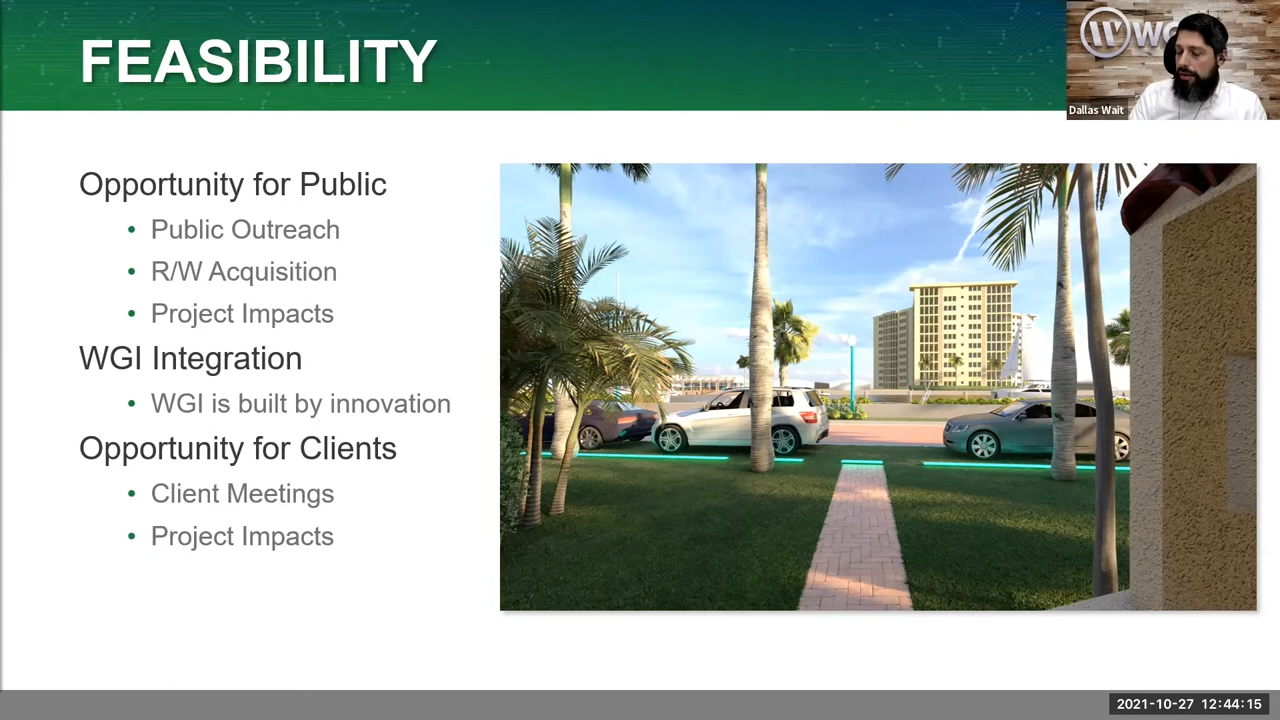 FEASIBILITY
Dallas Wait
Opportunity for Public
• Public Outreach
• R/W Acquisition
• Project Impacts
WGI Integration
• WGI is built by innovation
Opportunity for Clients
• Client Meetings
• Project Impacts
2021-10-27 12:44:15